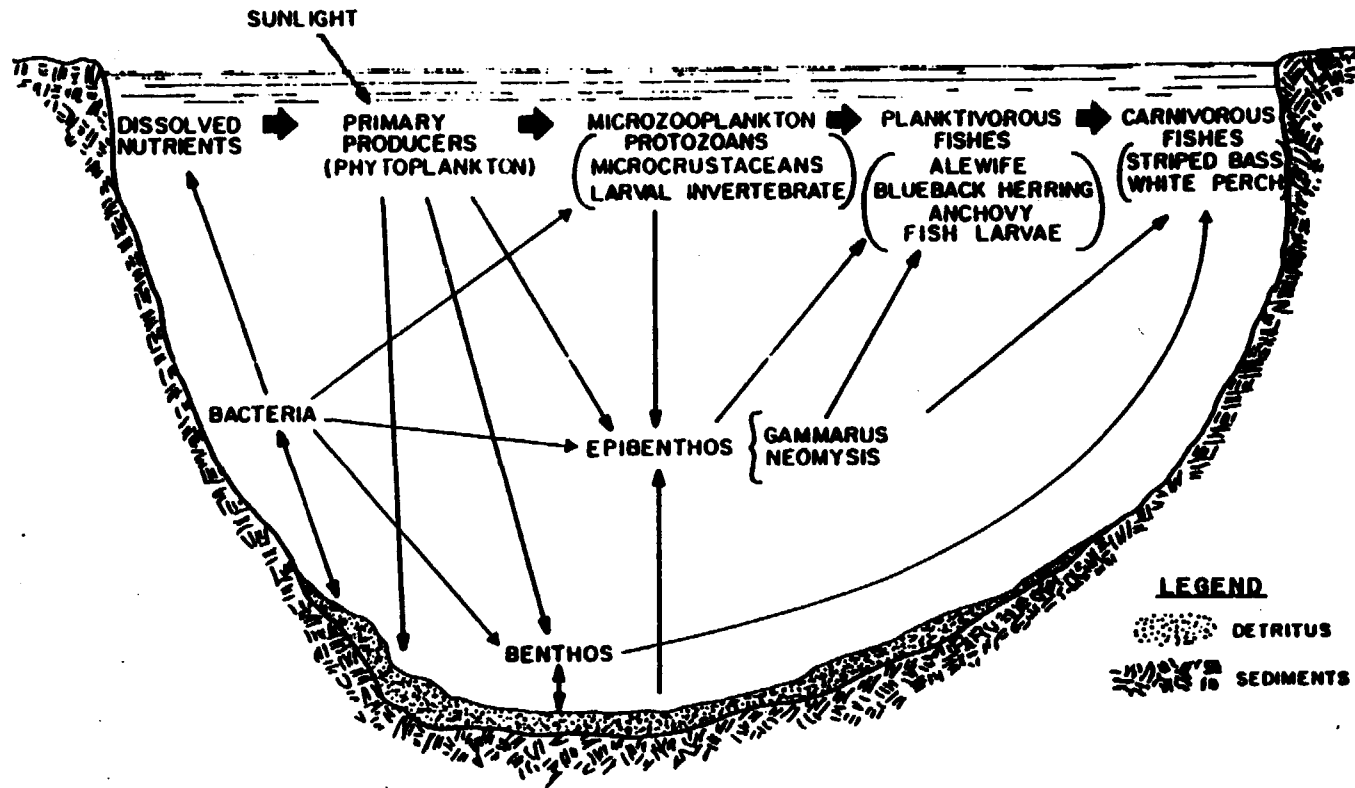 SUNLIGHT
DISSOLVED
NUTRIENTS
PRIMARY
PRODUCERS
(PHYTOPLANKTON)
MICROZOOPLANKTON
PROTOZOANS
MICROCRUSTACEANS
LARVAL INVERTEBRATE
PLANKTIVOROUS
FISHES
ALEWIFE
BLUEBACK HERRING
ANCHOVY
FISH LARVAE
CARNIVOROUS
FISHES
STRIPED BASS
WHITE PERCH
BACTERIA
EPIBENTHOS
GAMMARUS
NEOMYSIS
BENTHOS
LEGEND
DETRITUS
SEDIMENTS